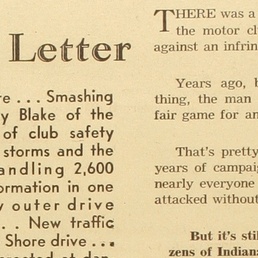 Letter
re ... Smashing
y Blake of the
of club safety
storms and the
andling 2,600
formation in one
y outer drive
. . New traffic
Shore drive ...
THERE was a
the motor cl
against an infrin
Years ago, b
thing, the man
fair game for an
That's pretty
years of campaig
nearly everyone
attacked without
But it's stil
zens of Indiana